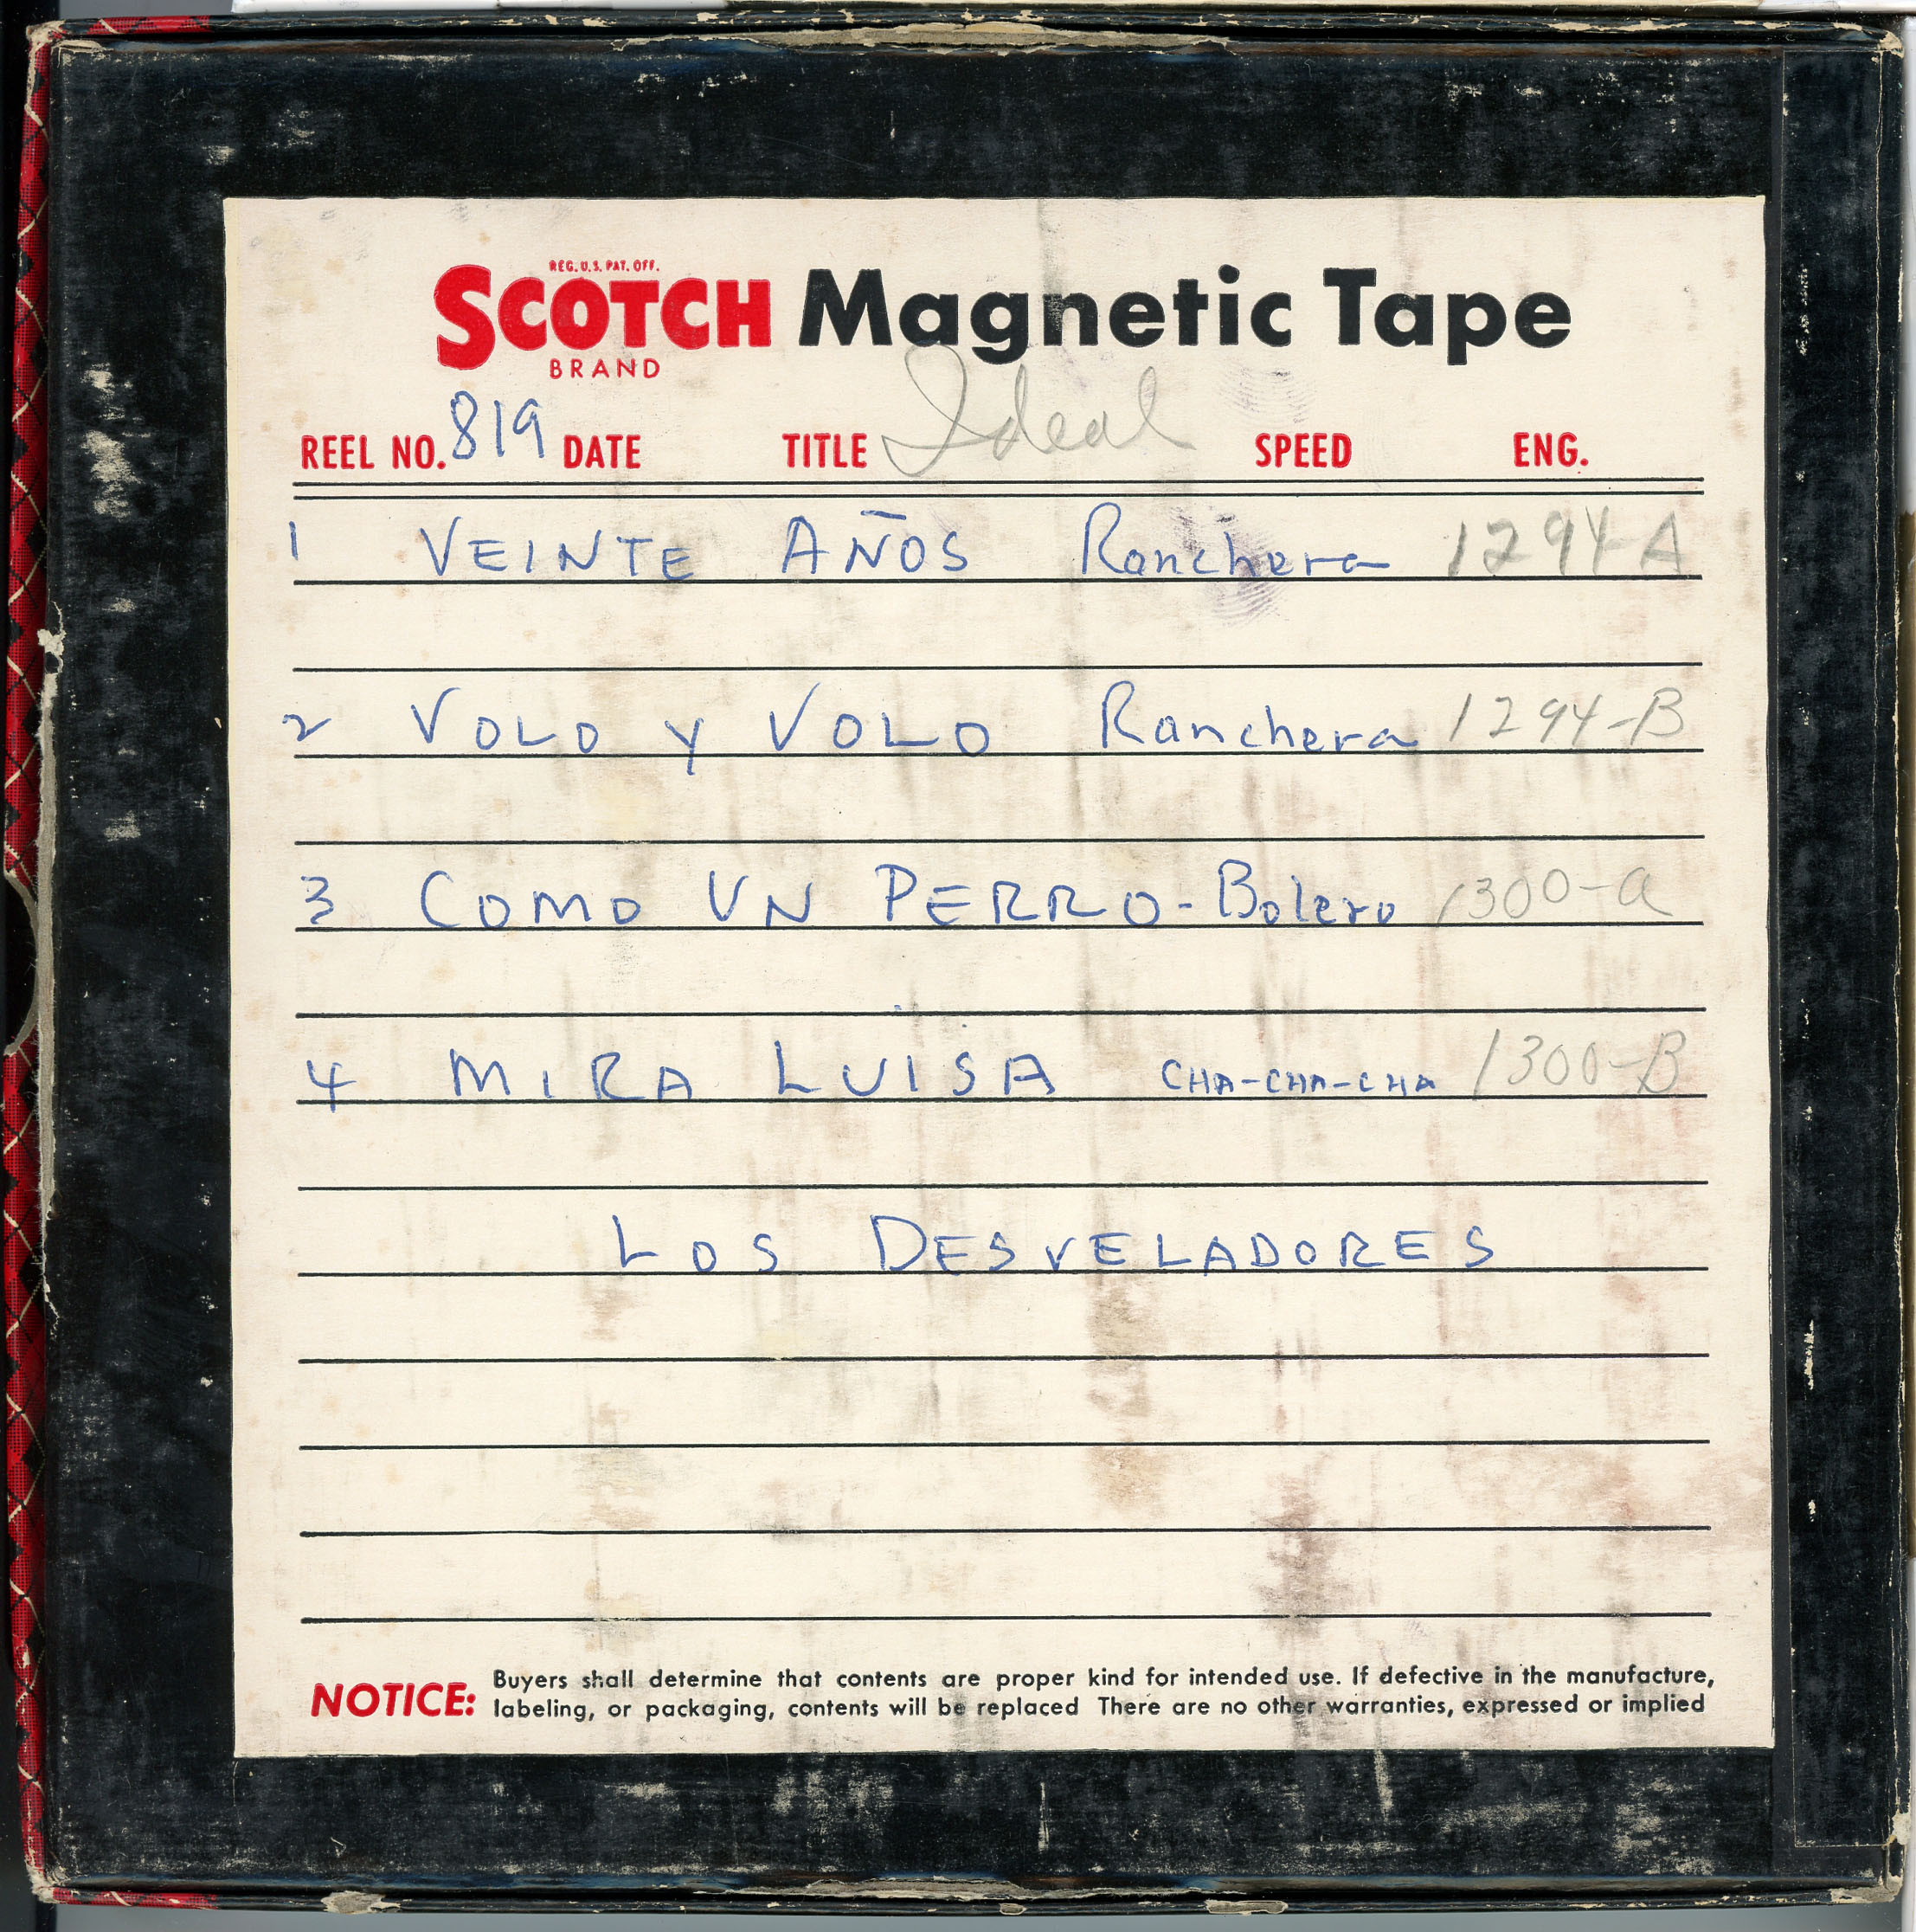 REG. U.S. PAT. OFF.
SCOTCH Magnetic Tape
BRAND
REEL NO. 819 DATE TITLE Ideal SPEED ENG.
1 VEINTE AÑOS Ranchera 1294-A
2 VOLO y VOLO Ranchera 1294-B
3 COMO UN PERRO - Bolero 1300-a
4 MIRA LUISA CHA-CHA-CHA 1300-B
LOS DESVELADORES
NOTICE: Buyers shall determine that contents are proper kind for intended use. If defective in the manufacture,
labeling, or packaging, contents will be replaced There are no other warranties, expressed or implied